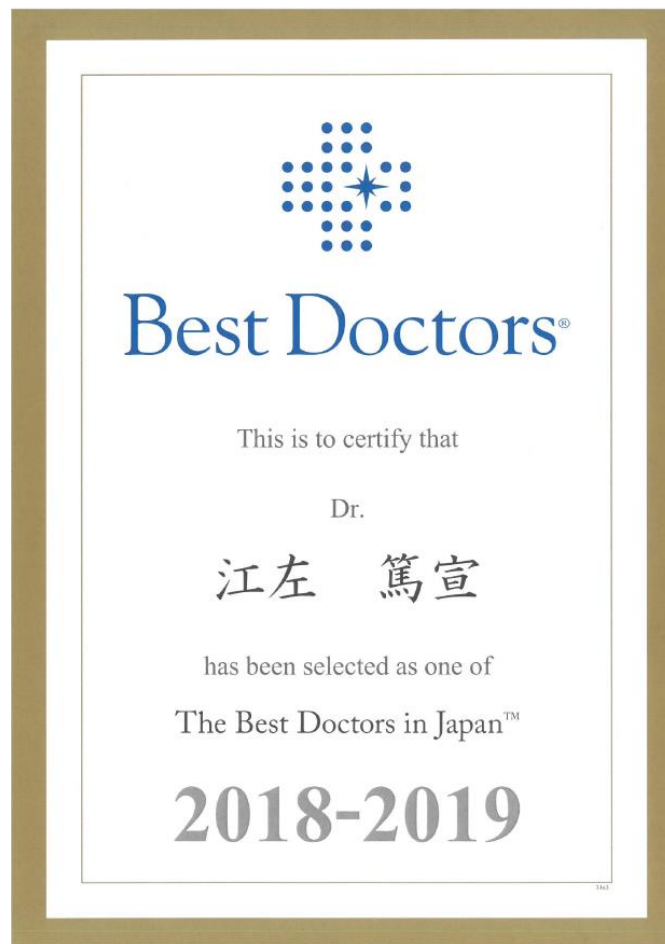 Best Doctors®
This is to certify that
Dr.
江左　篤宣
has been selected as one of
The Best Doctors in Japan™
2018-2019